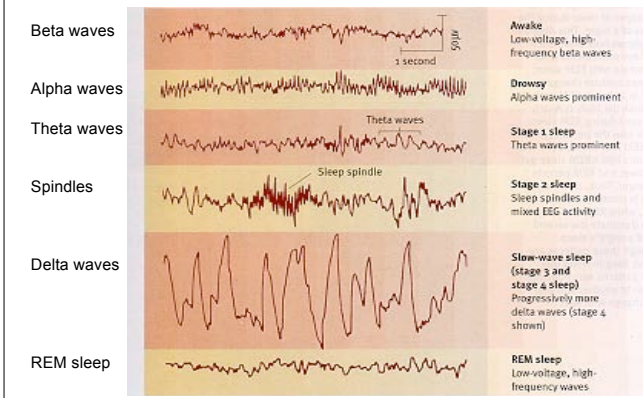 Beta waves
50 µV
1 second
Awake
Low-voltage, high-
frequency beta waves
Alpha waves
Drowsy
Alpha waves prominent
Theta waves
Theta waves
Stage 1 sleep
Theta waves prominent
Spindles
Sleep spindle
Stage 2 sleep
Sleep spindles and
mixed EEG activity
Delta waves
Slow-wave sleep
(stage 3 and
stage 4 sleep)
Progressively more
delta waves (stage 4
shown)
REM sleep
REM sleep
Low-voltage, high-
frequency waves